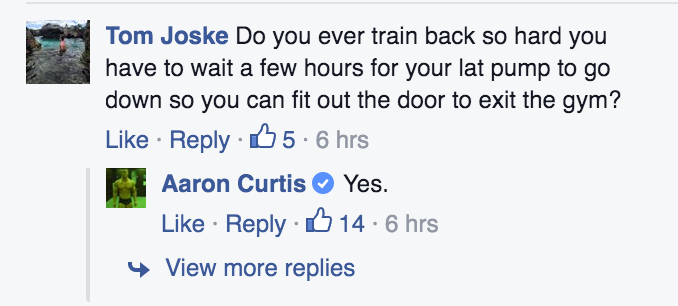 Tom Joske Do you ever train back so hard you
have to wait a few hours for your lat pump to go
down so you can fit out the door to exit the gym?
Like · Reply · 5 · 6 hrs
Aaron Curtis Yes.
Like · Reply · 14 · 6 hrs
View more replies